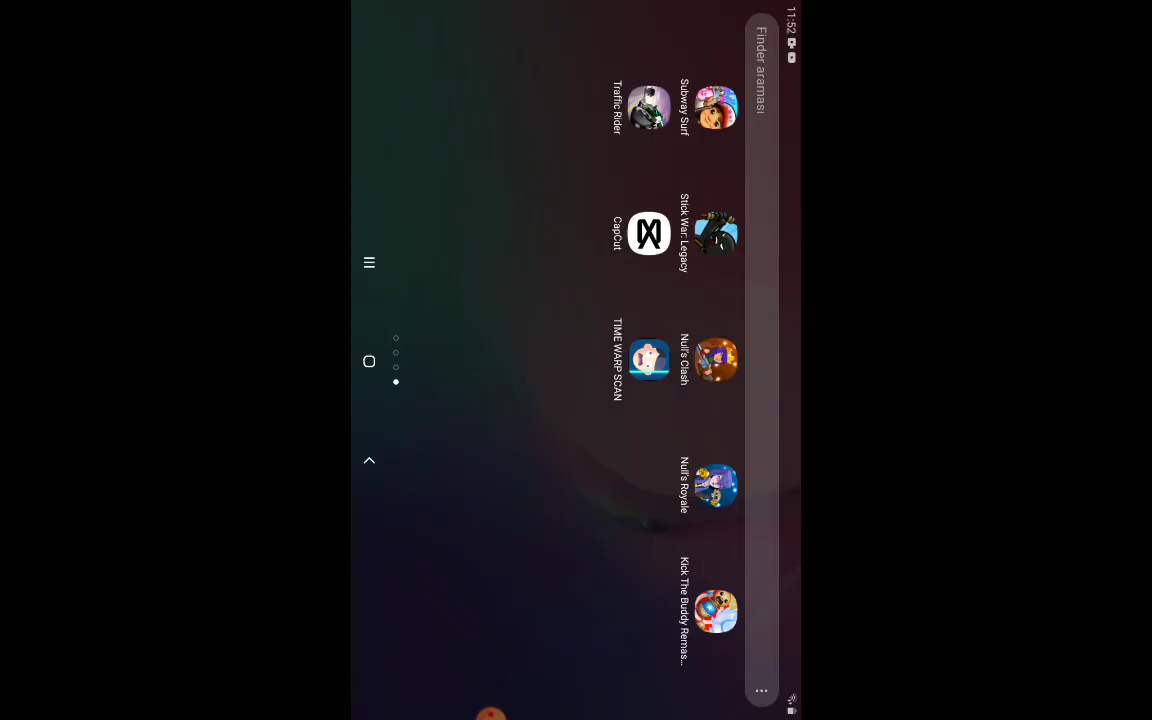 11:52
Finder araması
Subway Surf
Stick War: Legacy
Null's Clash
Null's Royale
Kick The Buddy Remas...
Traffic Rider
CapCut
TIME WARP SCAN